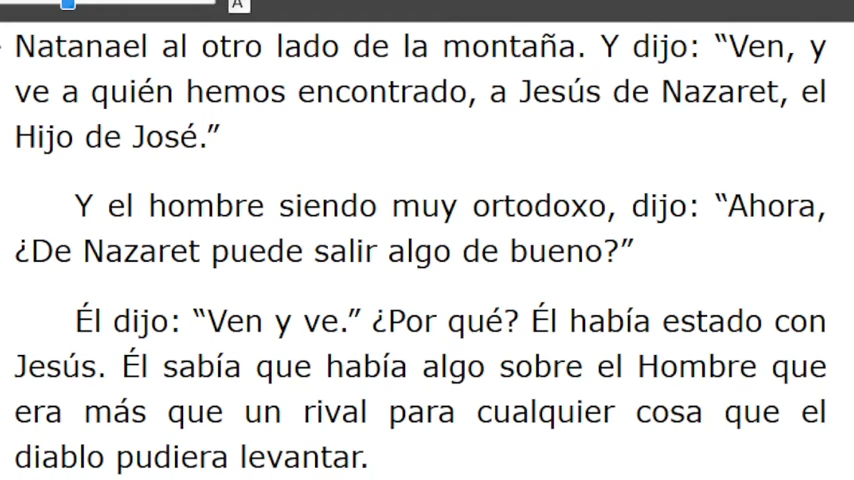 A
Natanael al otro lado de la montaña. Y dijo: “Ven, y
ve a quién hemos encontrado, a Jesús de Nazaret, el
Hijo de José.”
Y el hombre siendo muy ortodoxo, dijo: “Ahora,
¿De Nazaret puede salir algo de bueno?”
Él dijo: “Ven y ve.” ¿Por qué? Él había estado con
Jesús. Él sabía que había algo sobre el Hombre que
era más que un rival para cualquier cosa que el
diablo pudiera levantar.